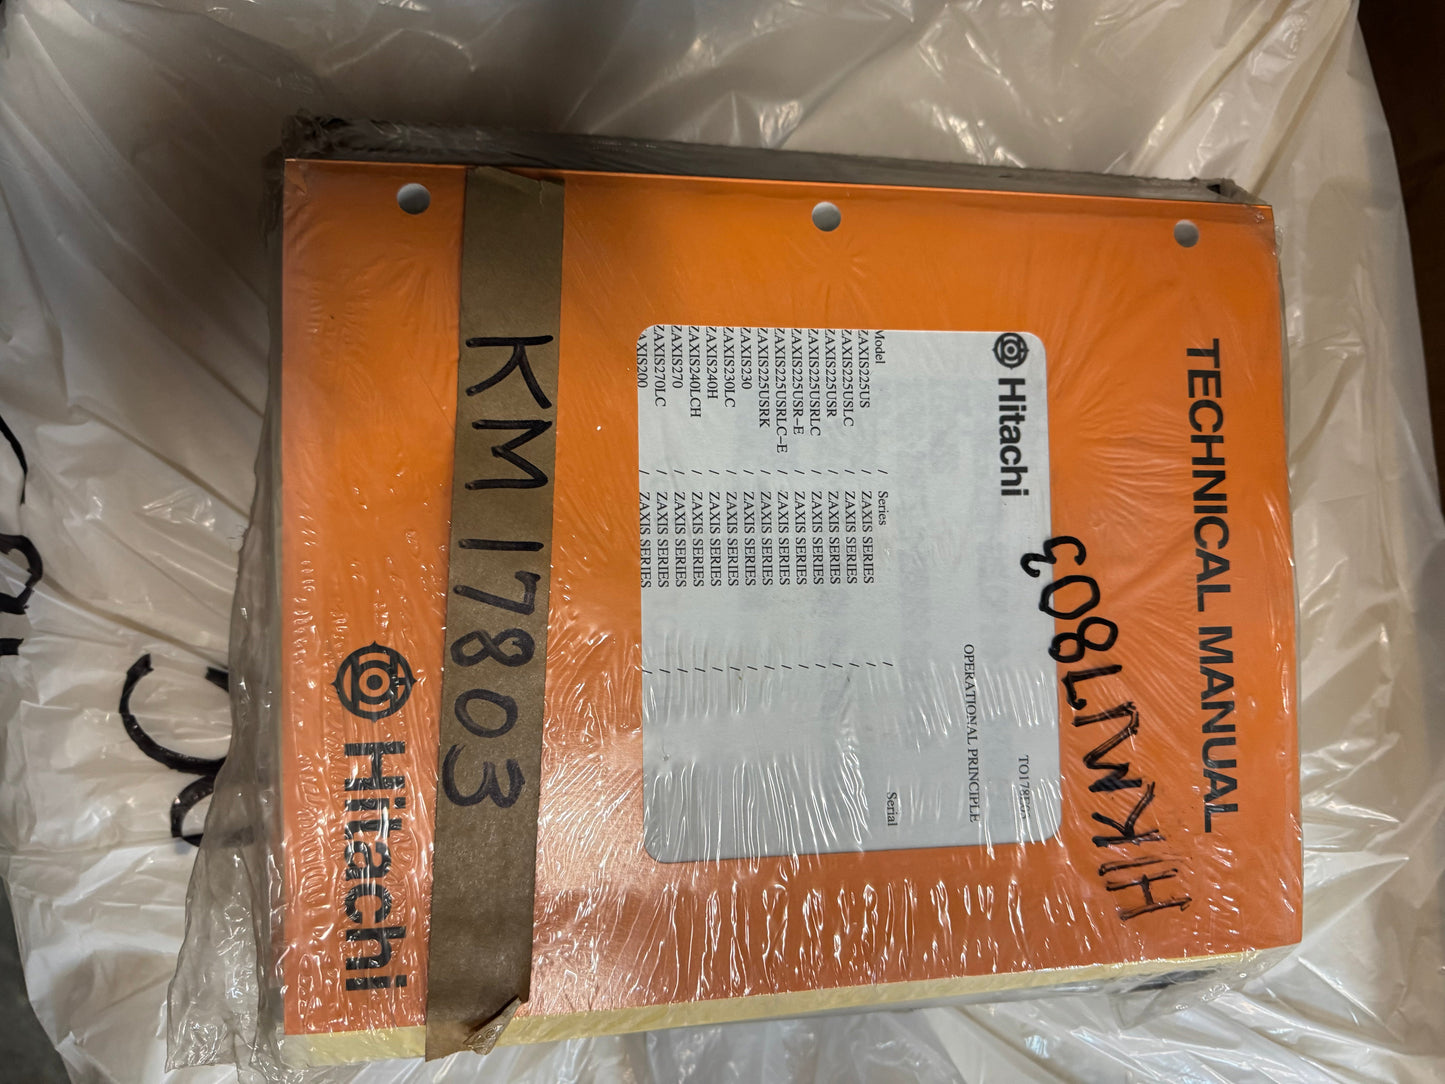 TECHNICAL MANUAL
HIKMU17803
Hitachi
OPERATIONAL PRINCIPLE
Model Series Serial
ZAXIS225US / ZAXIS SERIES /
ZAXIS225USLC / ZAXIS SERIES /
ZAXIS225USR / ZAXIS SERIES /
ZAXIS225USRLC / ZAXIS SERIES /
ZAXIS225USR-E / ZAXIS SERIES /
ZAXIS225USRLC-E / ZAXIS SERIES /
ZAXIS225USRK / ZAXIS SERIES /
ZAXIS230 / ZAXIS SERIES /
ZAXIS230LC / ZAXIS SERIES /
ZAXIS240H / ZAXIS SERIES /
ZAXIS240LCH / ZAXIS SERIES /
ZAXIS270 / ZAXIS SERIES /
ZAXIS270LC / ZAXIS SERIES /
ZAXIS200 / ZAXIS SERIES /
KM17803
Hitachi